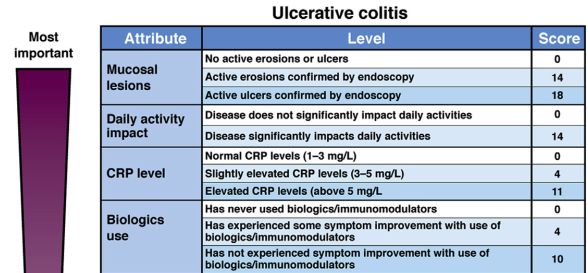 Ulcerative colitis
Most
important
Attribute Level Score
Mucosal
lesions
No active erosions or ulcers 0
Active erosions confirmed by endoscopy 14
Active ulcers confirmed by endoscopy 18
Daily activity
impact
Disease does not significantly impact daily activities 0
Disease significantly impacts daily activities 14
CRP level
Normal CRP levels (1–3 mg/L) 0
Slightly elevated CRP levels (3–5 mg/L) 4
Elevated CRP levels (above 5 mg/L 11
Biologics
use
Has never used biologics/immunomodulators 0
Has experienced some symptom improvement with use of
biologics/immunomodulators 4
Has not experienced symptom improvement with use of
biologics/immunomodulators 10